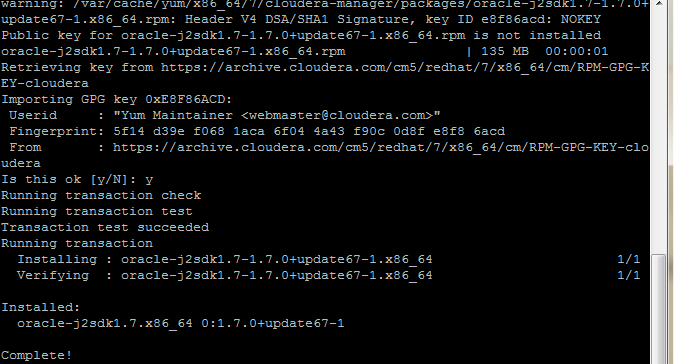 warning: /var/cache/yum/x86_64/7/cloudera-manager/packages/oracle-j2sdk1.7-1.7.0+
update67-1.x86_64.rpm: Header V4 DSA/SHA1 Signature, key ID e8f86acd: NOKEY
Public key for oracle-j2sdk1.7-1.7.0+update67-1.x86_64.rpm is not installed
oracle-j2sdk1.7-1.7.0+update67-1.x86_64.rpm | 135 MB 00:00:01
Retrieving key from https://archive.cloudera.com/cm5/redhat/7/x86_64/cm/RPM-GPG-K
EY-cloudera
Importing GPG key 0xE8F86ACD:
Userid : "Yum Maintainer <webmaster@cloudera.com>"
Fingerprint: 5f14 d39e f068 1aca 6f04 4a43 f90c 0d8f e8f8 6acd
From : https://archive.cloudera.com/cm5/redhat/7/x86_64/cm/RPM-GPG-KEY-clo
udera
Is this ok [y/N]: y
Running transaction check
Running transaction test
Transaction test succeeded
Running transaction
Installing : oracle-j2sdk1.7-1.7.0+update67-1.x86_64 1/1
Verifying : oracle-j2sdk1.7-1.7.0+update67-1.x86_64 1/1
Installed:
oracle-j2sdk1.7.x86_64 0:1.7.0+update67-1
Complete!